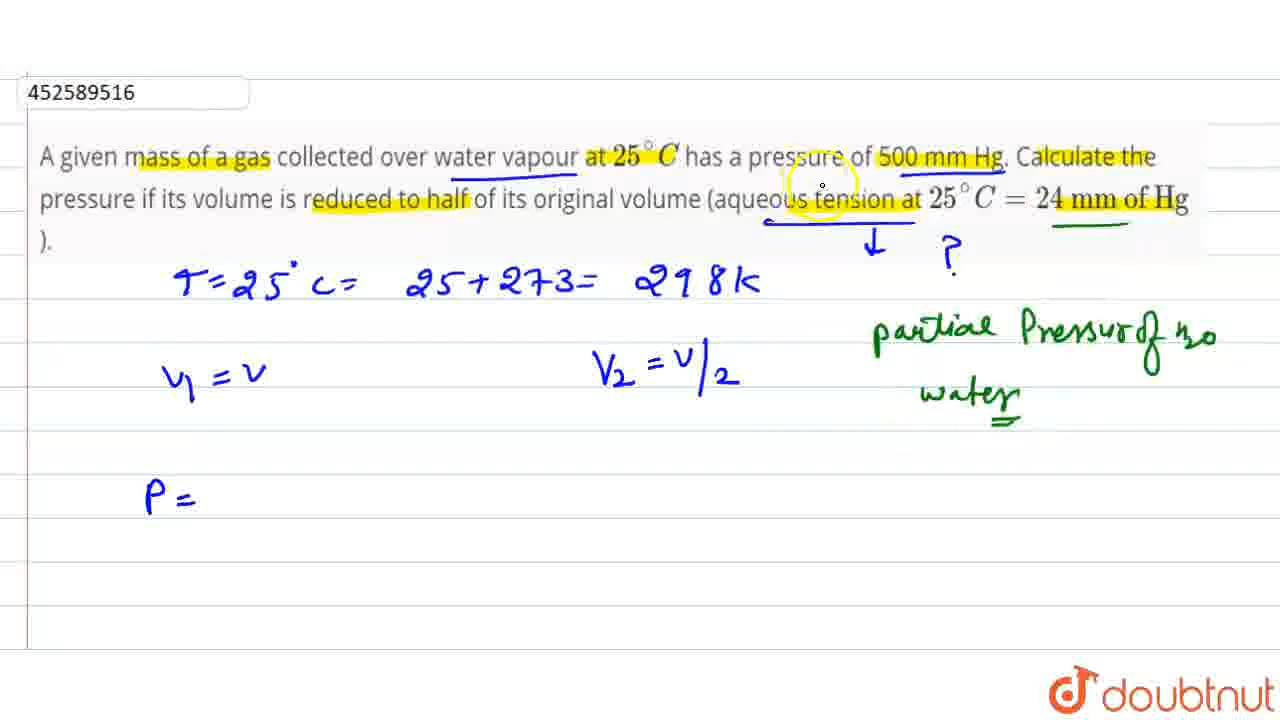 452589516
A given mass of a gas collected over water vapour at 25°C has a pressure of 500 mm Hg. Calculate the
pressure if its volume is reduced to half of its original volume (aqueous tension at 25°C = 24 mm of Hg
).
T = 25°C = 25 + 273 = 298 K
?
partial Pressur of H2O
water
V1 = V
V2 = V/2
P =
doubtnut